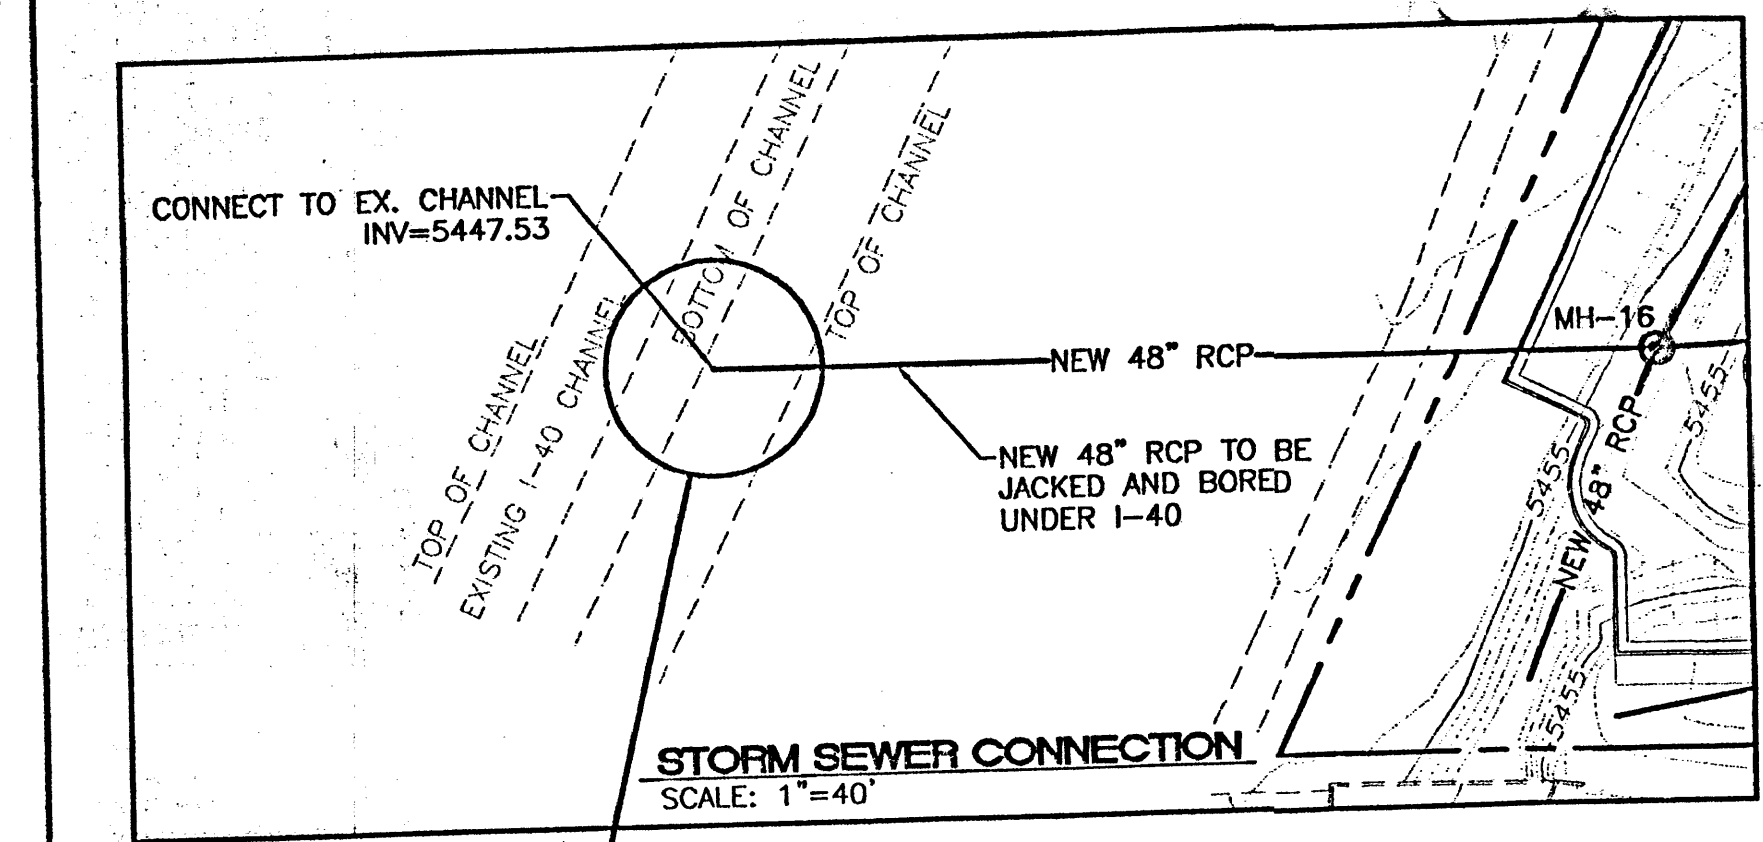 CONNECT TO EX. CHANNEL
INV=5447.53
TOP OF CHANNEL
EXISTING I-40 CHANNEL
BOTTOM OF CHANNEL
TOP OF CHANNEL
NEW 48" RCP
NEW 48" RCP TO BE
JACKED AND BORED
UNDER I-40
MH-16
NEW 48" RCP
5455
5455
5455
STORM SEWER CONNECTION
SCALE: 1"=40'